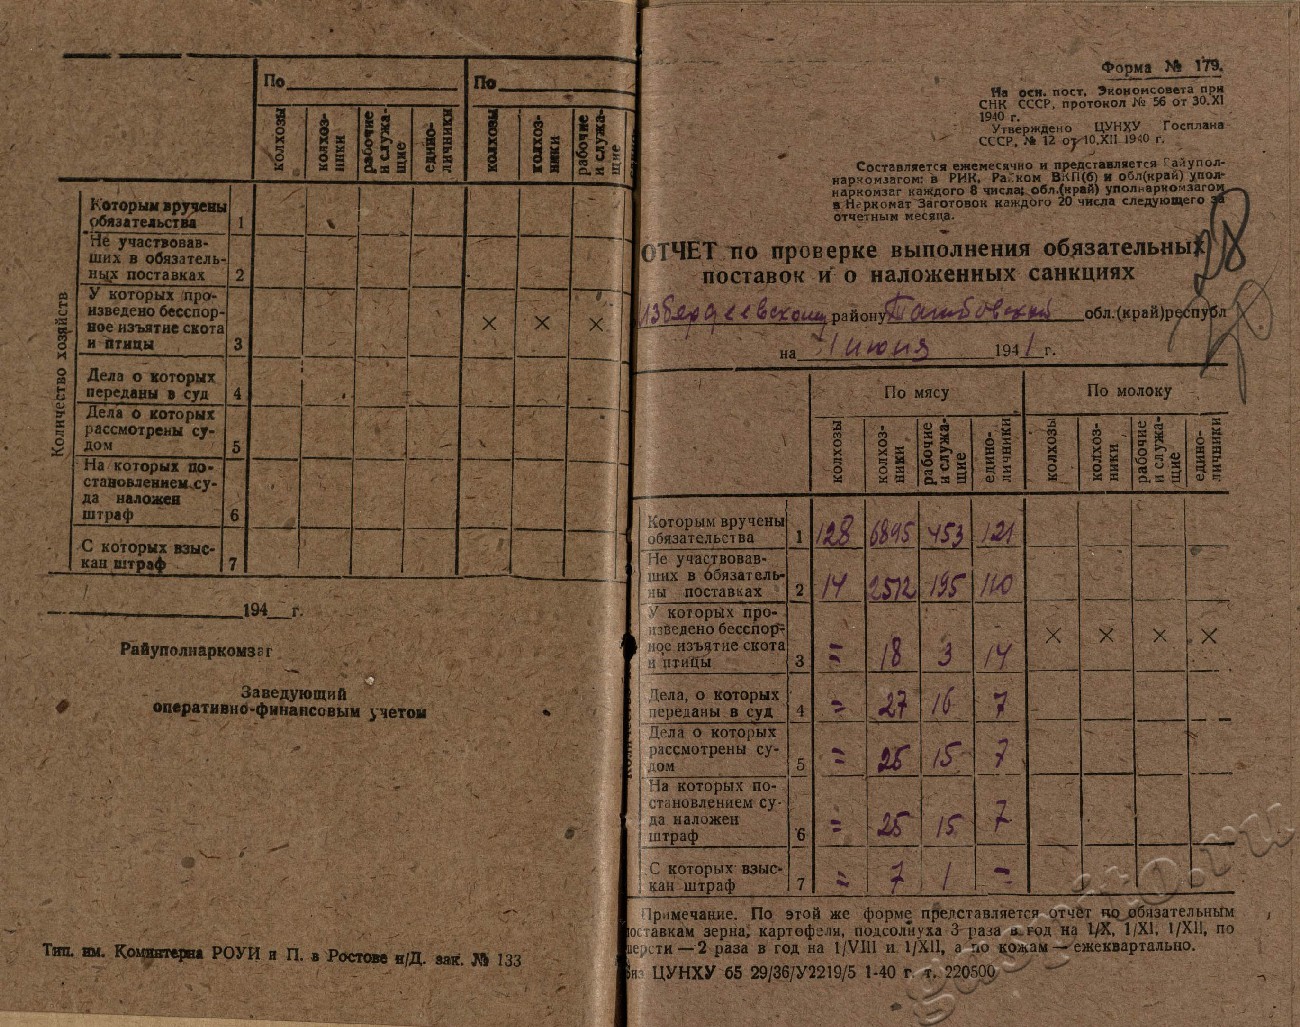 По
По
колхозы
колхоз-
ники
рабочие
и служа-
щие
едино-
личники
колхозы
колхоз-
ники
рабочие
и служа-
щие
Количество хозяйств
Которым вручены
обязательства 1
Не участвовав-
ших в обязатель-
ных поставках 2
У которых про-
изведено бесспор-
ное изъятие скота
и птицы 3 × × ×
Дела о которых
переданы в суд 4
Дела о которых
рассмотрены су-
дом 5
На которых по-
становлением су-
да наложен
штраф 6
С которых взыс-
кан штраф 7
194 г.
Райуполнаркомзаг
Заведующий
оперативно-финансовым учетом
Тип. им. Коминтерна РОУИ и П. в Ростове н/Д. зак. № 133
Форма № 179.
На осн. пост. Экономсовета при
СНК СССР, протокол № 56 от 30.XI
1940 г.
Утверждено ЦУНХУ Госплана
СССР, № 12 от 10.XII 1940 г.
Составляется ежемесячно и представляется Райупол-
наркомзагом: в РИК, Райком ВКП(б) и обл(край) упол-
наркомзаг каждого 8 числа; обл.(край) уполнаркомзагом
в Наркомат Заготовок каждого 20 числа следующего за
отчетным месяца.
28
ОТЧЕТ по проверке выполнения обязательных
поставок и о наложенных санкциях
Избердеевскому району Тамбовской обл.(край)республ
на 1 июня 1941 г.
По мясу По молоку
колхозы
колхоз-
ники
рабочие
и служа-
щие
едино-
личники
колхозы
колхоз-
ники
рабочие
и служа-
щие
едино-
личники
Которым вручены
обязательства 1 128 6895 453 121
Не участвовав-
ших в обязатель-
ны поставках 2 14 2512 195 110
У которых про-
изведено бесспор-
ное изъятие скота
и птицы 3 = 18 3 14 × × × ×
Дела, о которых
переданы в суд 4 = 27 16 7
Дела о которых
рассмотрены су-
дом 5 = 25 15 7
На которых по-
становлением су-
да наложен
штраф 6 = 25 15 7
С которых взыс-
кан штраф 7 = 7 1 =
Примечание. По этой же форме представляется отчет по обязательным
поставкам зерна, картофеля, подсолнуха 3 раза в год на 1/X, 1/XI, 1/XII, по
шерсти — 2 раза в год на 1/VIII и 1/XII, а по кожам — ежеквартально.
ЦУНХУ 65 29/36/У2219/5 1-40 г. т. 220500
gaspito.ru